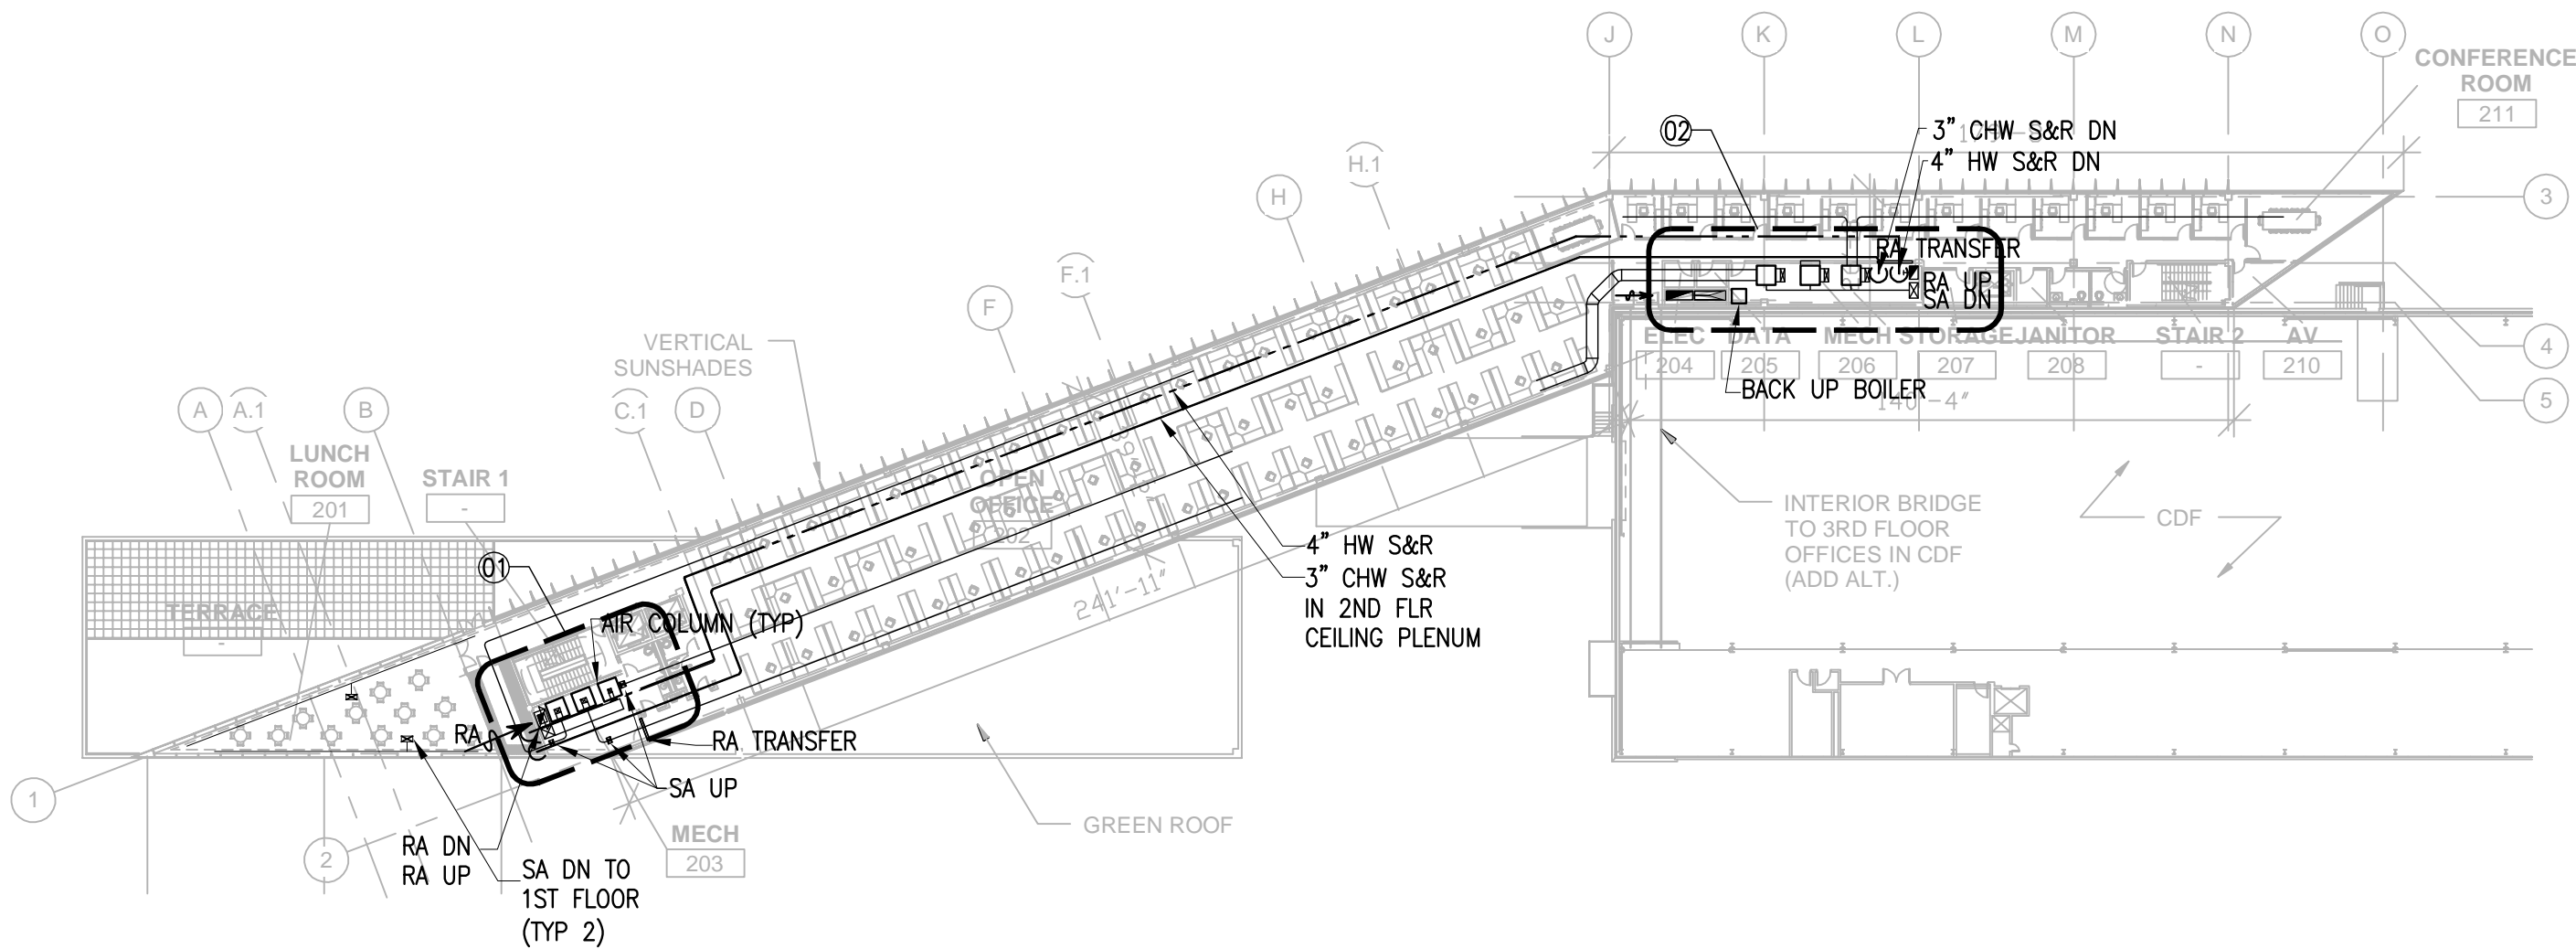 J
K
L
M
N
O
CONFERENCE
ROOM
211
02
3" CHW S&R DN
4" HW S&R DN
H.1
H
3
F.1
RA TRANSFER
F
RA UP
SA DN
VERTICAL
SUNSHADES
ELEC
DATA
MECH
STORAGE
JANITOR
STAIR 2
AV
4
204
205
206
207
208
-
210
BACK UP BOILER
140'-4"
5
A
A.1
B
C.1
D
LUNCH
ROOM
201
STAIR 1
-
OPEN
OFFICE
202
INTERIOR BRIDGE
TO 3RD FLOOR
OFFICES IN CDF
(ADD ALT.)
CDF
4" HW S&R
3" CHW S&R
IN 2ND FLR
CEILING PLENUM
01
241'-11"
TERRACE
-
AIR COLUMN (TYP)
RA
RA TRANSFER
SA UP
1
2
MECH
203
GREEN ROOF
RA DN
RA UP
SA DN TO
1ST FLOOR
(TYP 2)